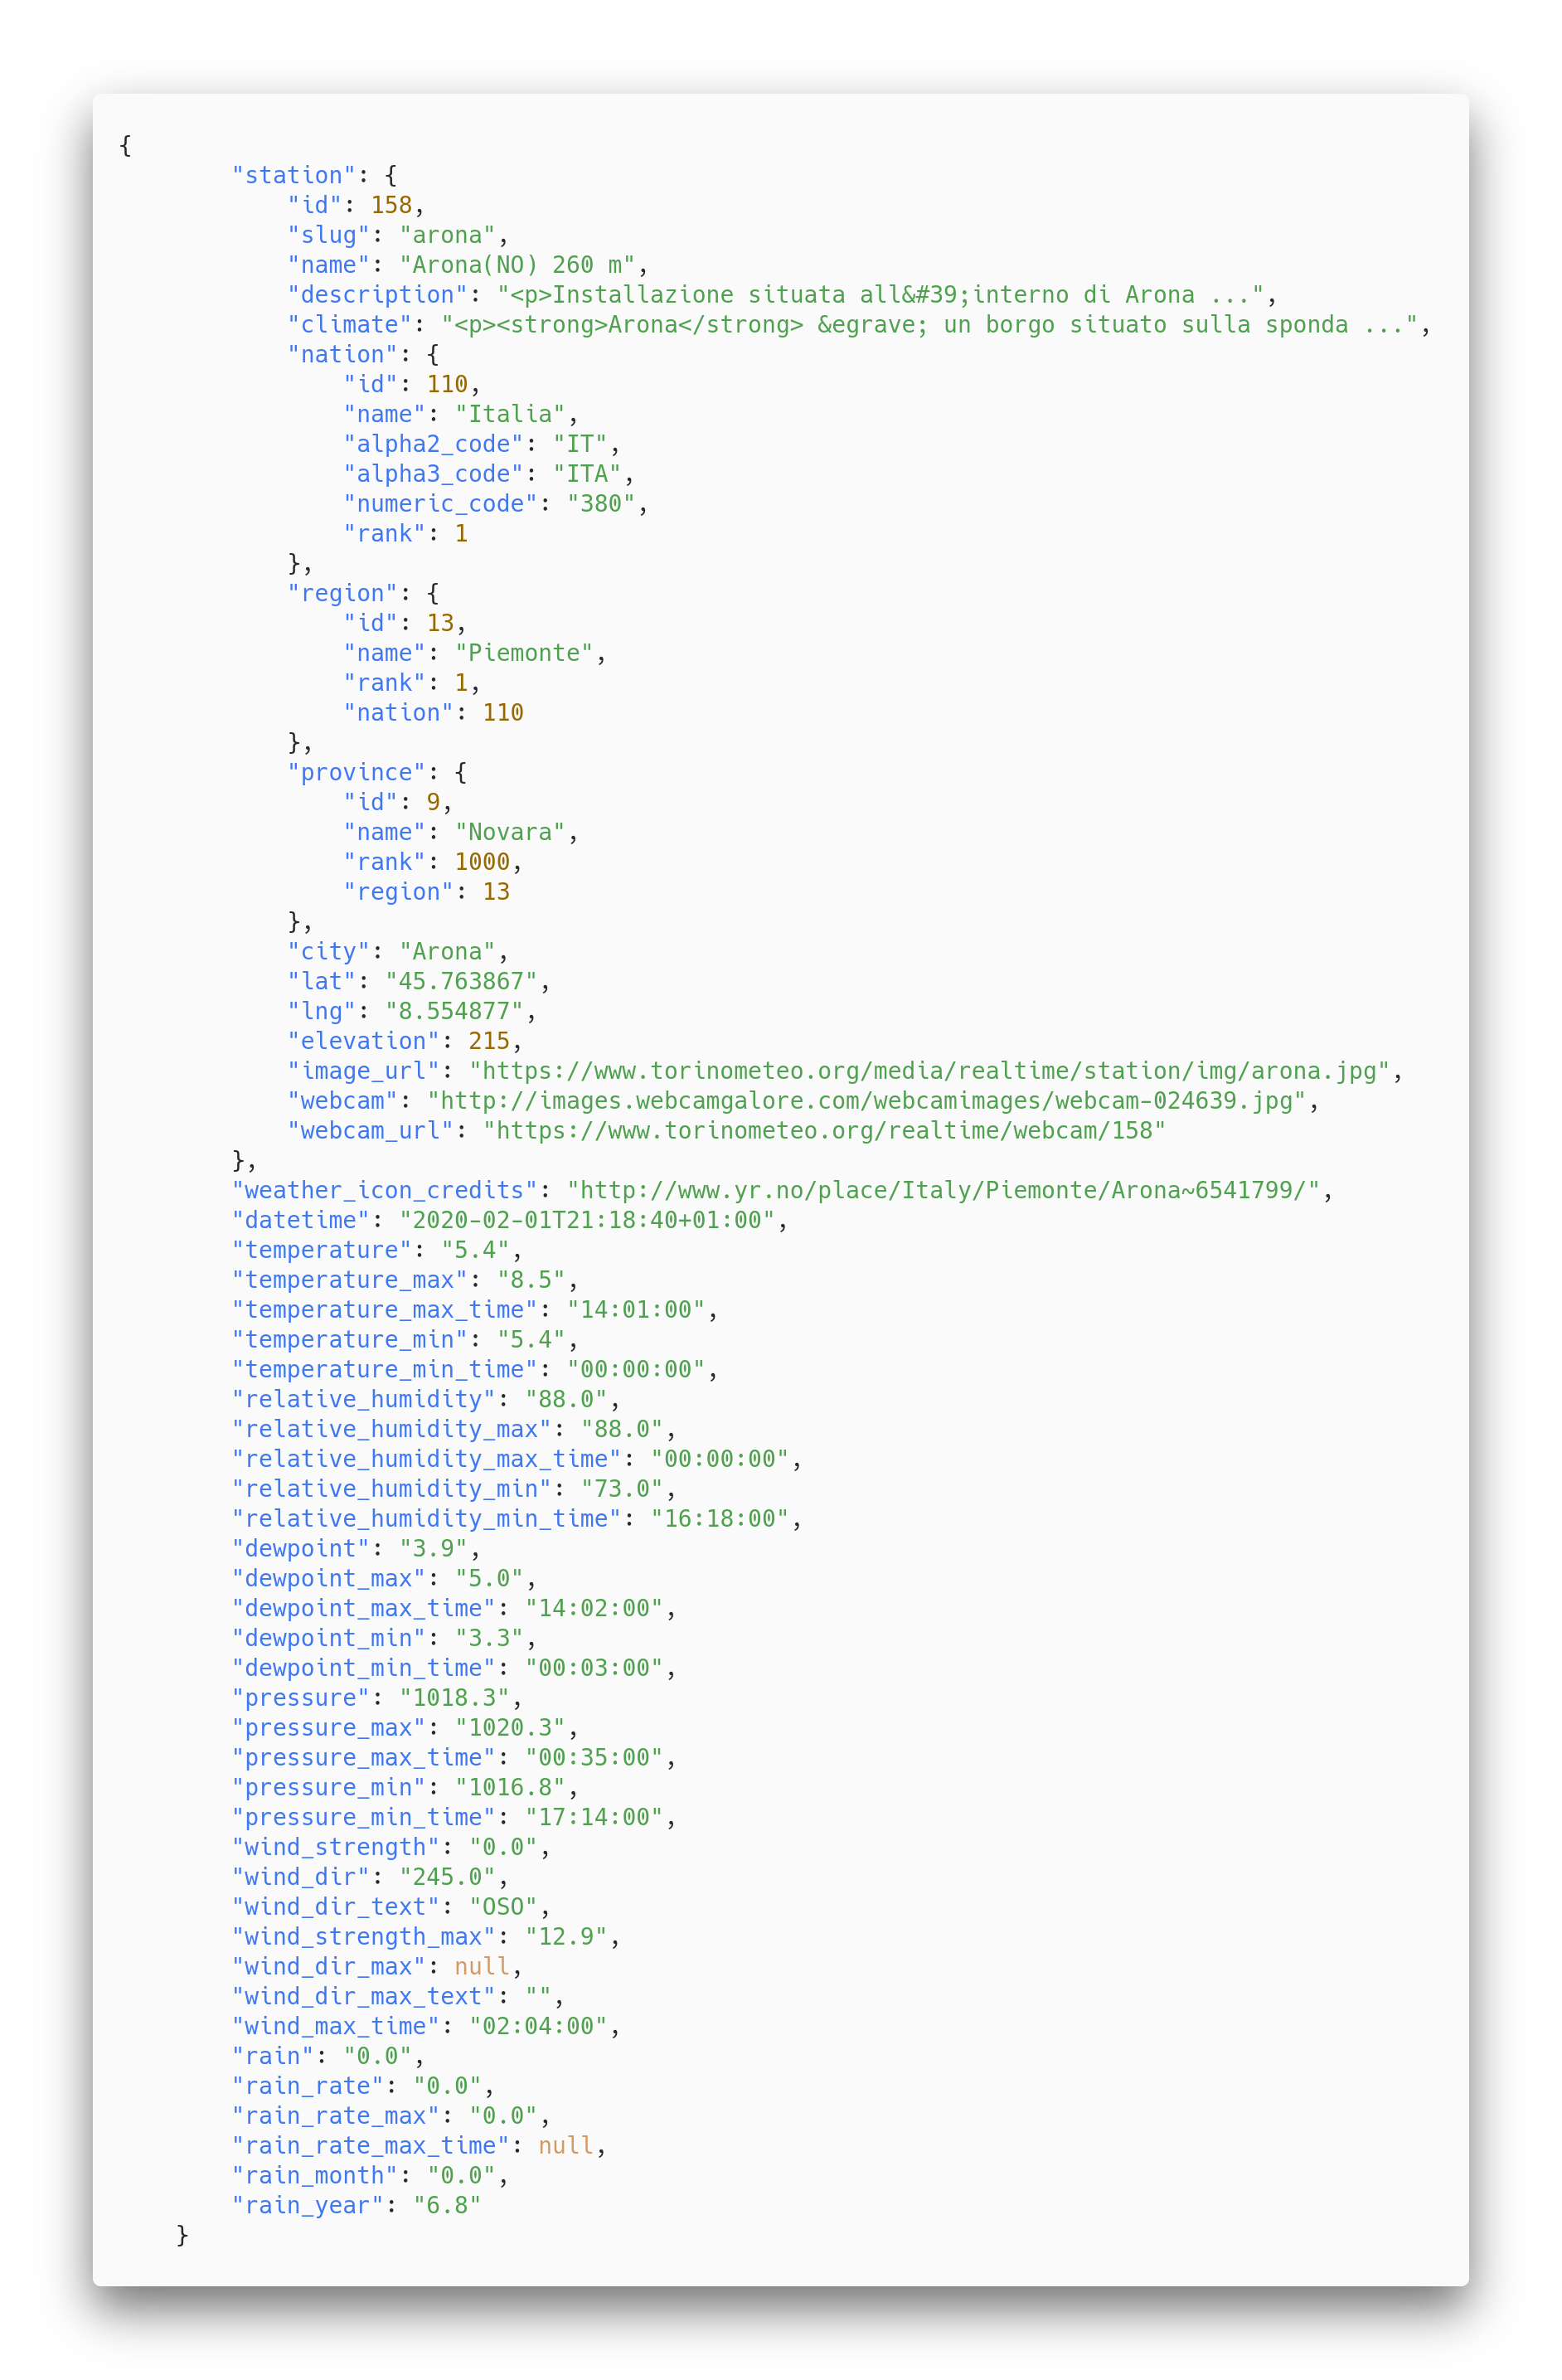 {
        "station": {
            "id": 158,
            "slug": "arona",
            "name": "Arona(NO) 260 m",
            "description": "<p>Installazione situata all&#39;interno di Arona ...",
            "climate": "<p><strong>Arona</strong> &egrave; un borgo situato sulla sponda ...",
            "nation": {
                "id": 110,
                "name": "Italia",
                "alpha2_code": "IT",
                "alpha3_code": "ITA",
                "numeric_code": "380",
                "rank": 1
            },
            "region": {
                "id": 13,
                "name": "Piemonte",
                "rank": 1,
                "nation": 110
            },
            "province": {
                "id": 9,
                "name": "Novara",
                "rank": 1000,
                "region": 13
            },
            "city": "Arona",
            "lat": "45.763867",
            "lng": "8.554877",
            "elevation": 215,
            "image_url": "https://www.torinometeo.org/media/realtime/station/img/arona.jpg",
            "webcam": "http://images.webcamgalore.com/webcamimages/webcam-024639.jpg",
            "webcam_url": "https://www.torinometeo.org/realtime/webcam/158"
        },
        "weather_icon_credits": "http://www.yr.no/place/Italy/Piemonte/Arona~6541799/",
        "datetime": "2020-02-01T21:18:40+01:00",
        "temperature": "5.4",
        "temperature_max": "8.5",
        "temperature_max_time": "14:01:00",
        "temperature_min": "5.4",
        "temperature_min_time": "00:00:00",
        "relative_humidity": "88.0",
        "relative_humidity_max": "88.0",
        "relative_humidity_max_time": "00:00:00",
        "relative_humidity_min": "73.0",
        "relative_humidity_min_time": "16:18:00",
        "dewpoint": "3.9",
        "dewpoint_max": "5.0",
        "dewpoint_max_time": "14:02:00",
        "dewpoint_min": "3.3",
        "dewpoint_min_time": "00:03:00",
        "pressure": "1018.3",
        "pressure_max": "1020.3",
        "pressure_max_time": "00:35:00",
        "pressure_min": "1016.8",
        "pressure_min_time": "17:14:00",
        "wind_strength": "0.0",
        "wind_dir": "245.0",
        "wind_dir_text": "OSO",
        "wind_strength_max": "12.9",
        "wind_dir_max": null,
        "wind_dir_max_text": "",
        "wind_max_time": "02:04:00",
        "rain": "0.0",
        "rain_rate": "0.0",
        "rain_rate_max": "0.0",
        "rain_rate_max_time": null,
        "rain_month": "0.0",
        "rain_year": "6.8"
    }